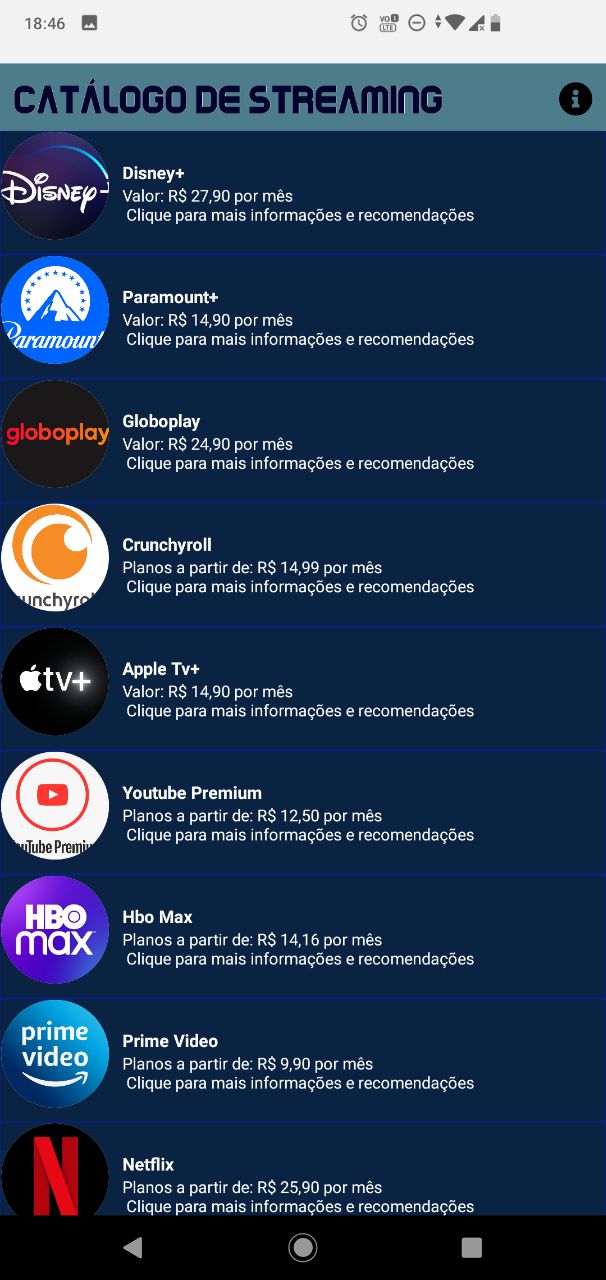 18:46
VO 1
LTE
CATÁLOGO DE STREAMING
Disney+
Disney+
Valor: R$ 27,90 por mês
Clique para mais informações e recomendações
Paramount
Paramount+
Valor: R$ 14,90 por mês
Clique para mais informações e recomendações
globoplay
Globoplay
Valor: R$ 24,90 por mês
Clique para mais informações e recomendações
unchyrol
Crunchyroll
Planos a partir de: R$ 14,99 por mês
Clique para mais informações e recomendações
tv+
Apple Tv+
Valor: R$ 14,90 por mês
Clique para mais informações e recomendações
uTube Premiu
Youtube Premium
Planos a partir de: R$ 12,50 por mês
Clique para mais informações e recomendações
HBO
max
Hbo Max
Planos a partir de: R$ 14,16 por mês
Clique para mais informações e recomendações
prime
video
Prime Video
Planos a partir de: R$ 9,90 por mês
Clique para mais informações e recomendações
N
Netflix
Planos a partir de: R$ 25,90 por mês
Clique para mais informações e recomendações